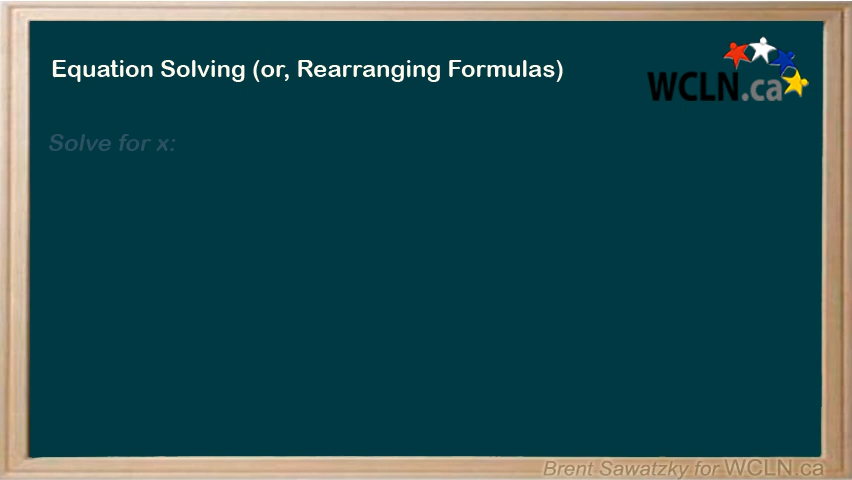 Equation Solving (or, Rearranging Formulas)
WCLN.ca
Solve for x:
Brent Sawatzky for WCLN.ca